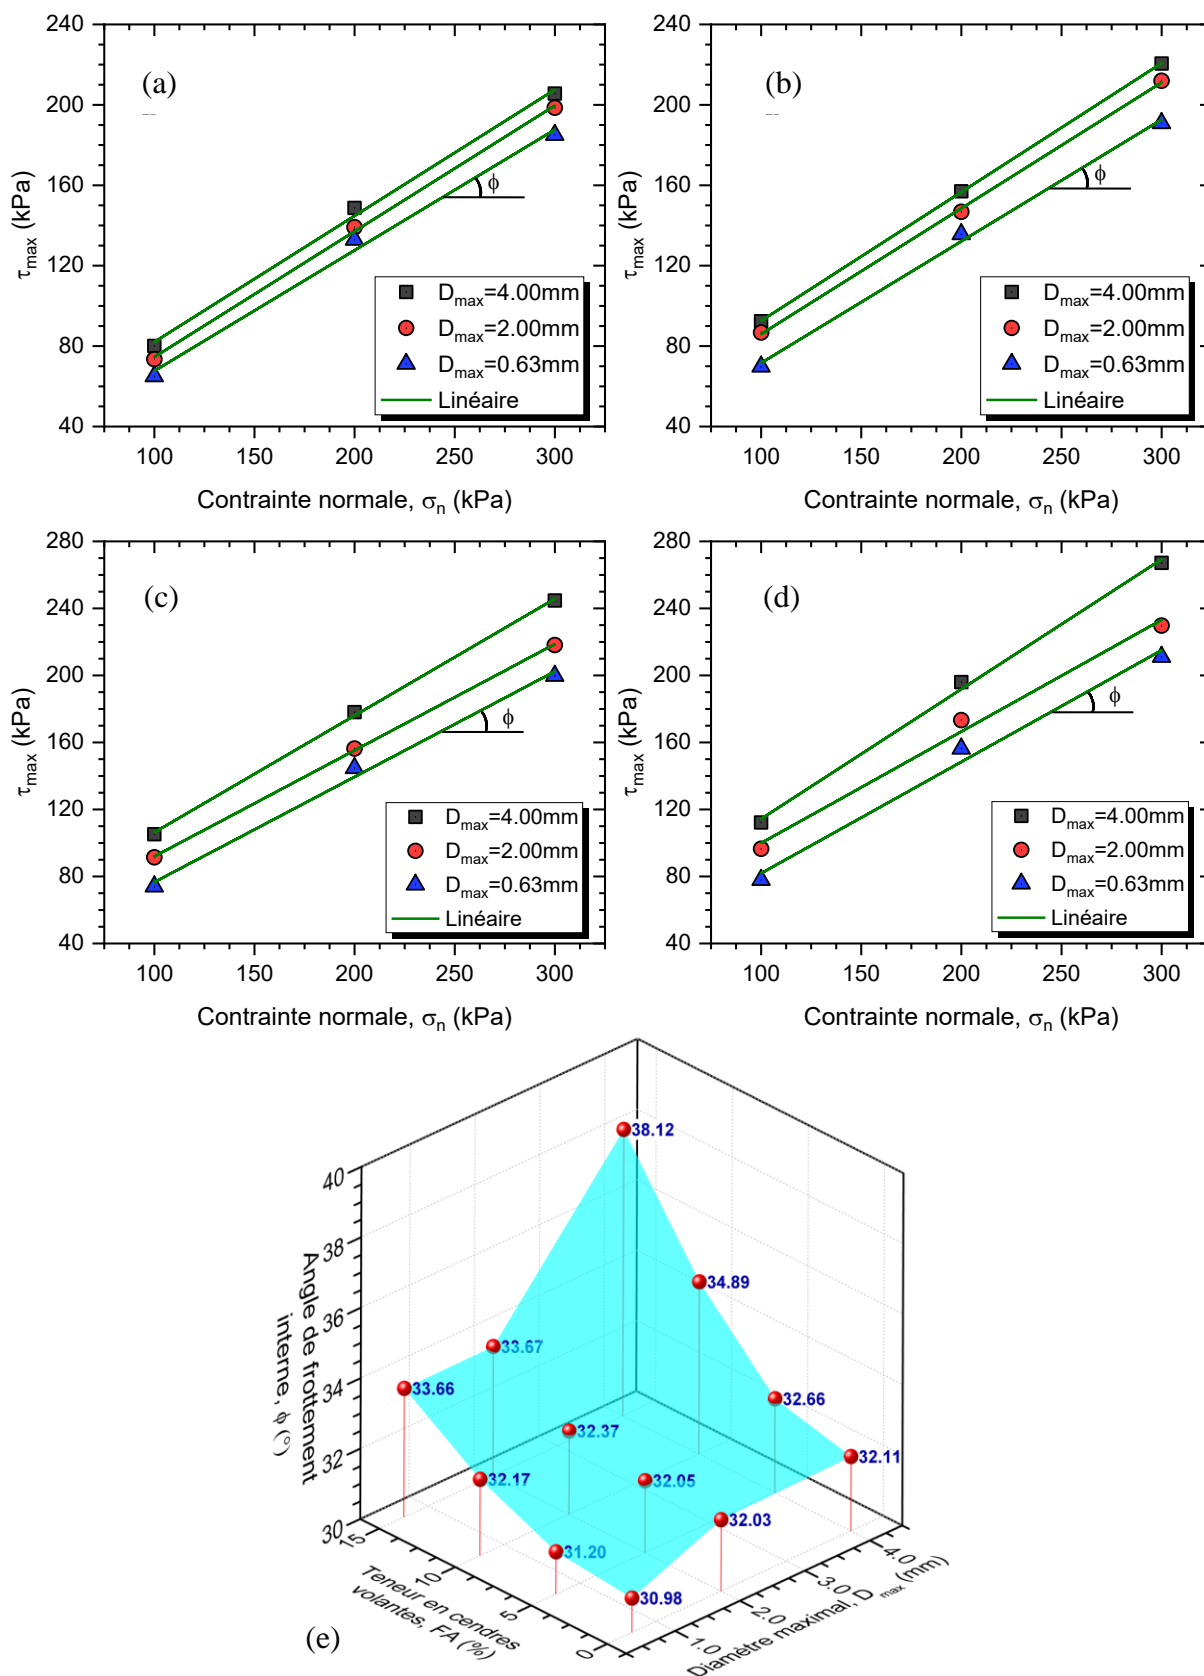 240
200
160
120
80
40
τmax (kPa)
(a)
ϕ
Dmax=4.00mm
Dmax=2.00mm
Dmax=0.63mm
Linéaire
100 150 200 250 300
Contrainte normale, σn (kPa)
240
200
160
120
80
40
τmax (kPa)
(b)
ϕ
Dmax=4.00mm
Dmax=2.00mm
Dmax=0.63mm
Linéaire
100 150 200 250 300
Contrainte normale, σn (kPa)
280
240
200
160
120
80
40
τmax (kPa)
(c)
ϕ
Dmax=4.00mm
Dmax=2.00mm
Dmax=0.63mm
Linéaire
100 150 200 250 300
Contrainte normale, σn (kPa)
280
240
200
160
120
80
40
τmax (kPa)
(d)
ϕ
Dmax=4.00mm
Dmax=2.00mm
Dmax=0.63mm
Linéaire
100 150 200 250 300
Contrainte normale, σn (kPa)
40
38
36
34
32
30
Angle de frottement
interne, ϕ (°)
38.12
34.89
33.67
33.66
32.66
32.37
32.11
32.17
32.05
32.03
31.20
30.98
15
10
5
0
Teneur en cendres
volantes, FA (%)
1.0
2.0
3.0
4.0
Diamètre maximal, Dmax (mm)
(e)